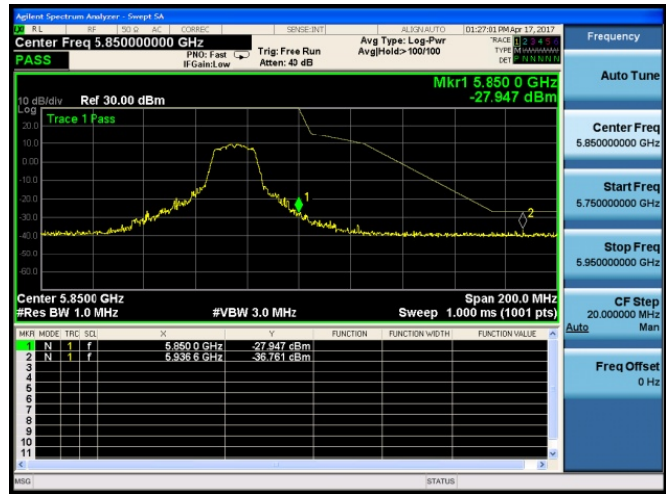 Agilent Spectrum Analyzer - Swept SA
RL RF 50 Ω AC CORREC SENSE:INT ALIGNAUTO 01:27:01 PM Apr 17, 2017
Center Freq 5.850000000 GHz
PASS
PNO: Fast
IFGain:Low
Trig: Free Run
Atten: 40 dB
Avg Type: Log-Pwr
Avg|Hold:> 100/100
TRACE 1 2 3 4 5 6
TYPE
DET P N N N N N
Mkr1 5.850 0 GHz
-27.947 dBm
10 dB/div
Log
Ref 30.00 dBm
Trace 1 Pass
20.0
10.0
0.00
-10.0
-20.0
-30.0
-40.0
-50.0
-60.0
1
2
Center 5.8500 GHz
#Res BW 1.0 MHz
#VBW 3.0 MHz
Span 200.0 MHz
Sweep 1.000 ms (1001 pts)
MKR MODE TRC SCL X Y FUNCTION FUNCTION WIDTH FUNCTION VALUE
1 N 1 f 5.850 0 GHz -27.947 dBm
2 N 1 f 5.936 6 GHz -36.761 dBm
3
4
5
6
7
8
9
10
11
MSG
STATUS
Frequency
Auto Tune
Center Freq
5.850000000 GHz
Start Freq
5.750000000 GHz
Stop Freq
5.950000000 GHz
CF Step
20.000000 MHz
Auto Man
Freq Offset
0 Hz